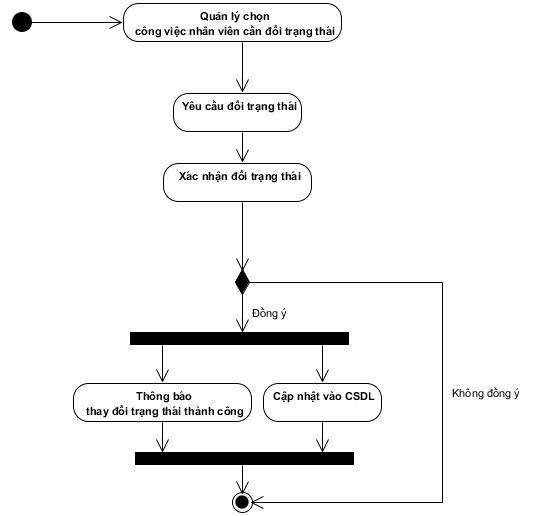 Quản lý chọn
công việc nhân viên cần đổi trạng thái
Yêu cầu đổi trạng thái
Xác nhận đổi trạng thái
Đồng ý
Thông báo
thay đổi trạng thái thành công
Cập nhật vào CSDL
Không đồng ý